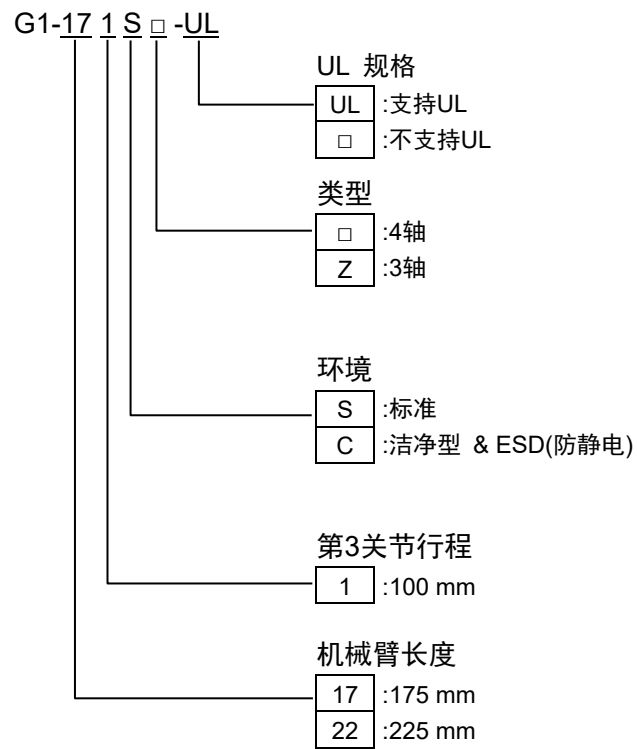 G1-17 1 S □ -UL
UL 规格
UL :支持UL
□ :不支持UL
类型
□ :4轴
Z :3轴
环境
S :标准
C :洁净型 & ESD(防静电)
第3关节行程
1 :100 mm
机械臂长度
17 :175 mm
22 :225 mm